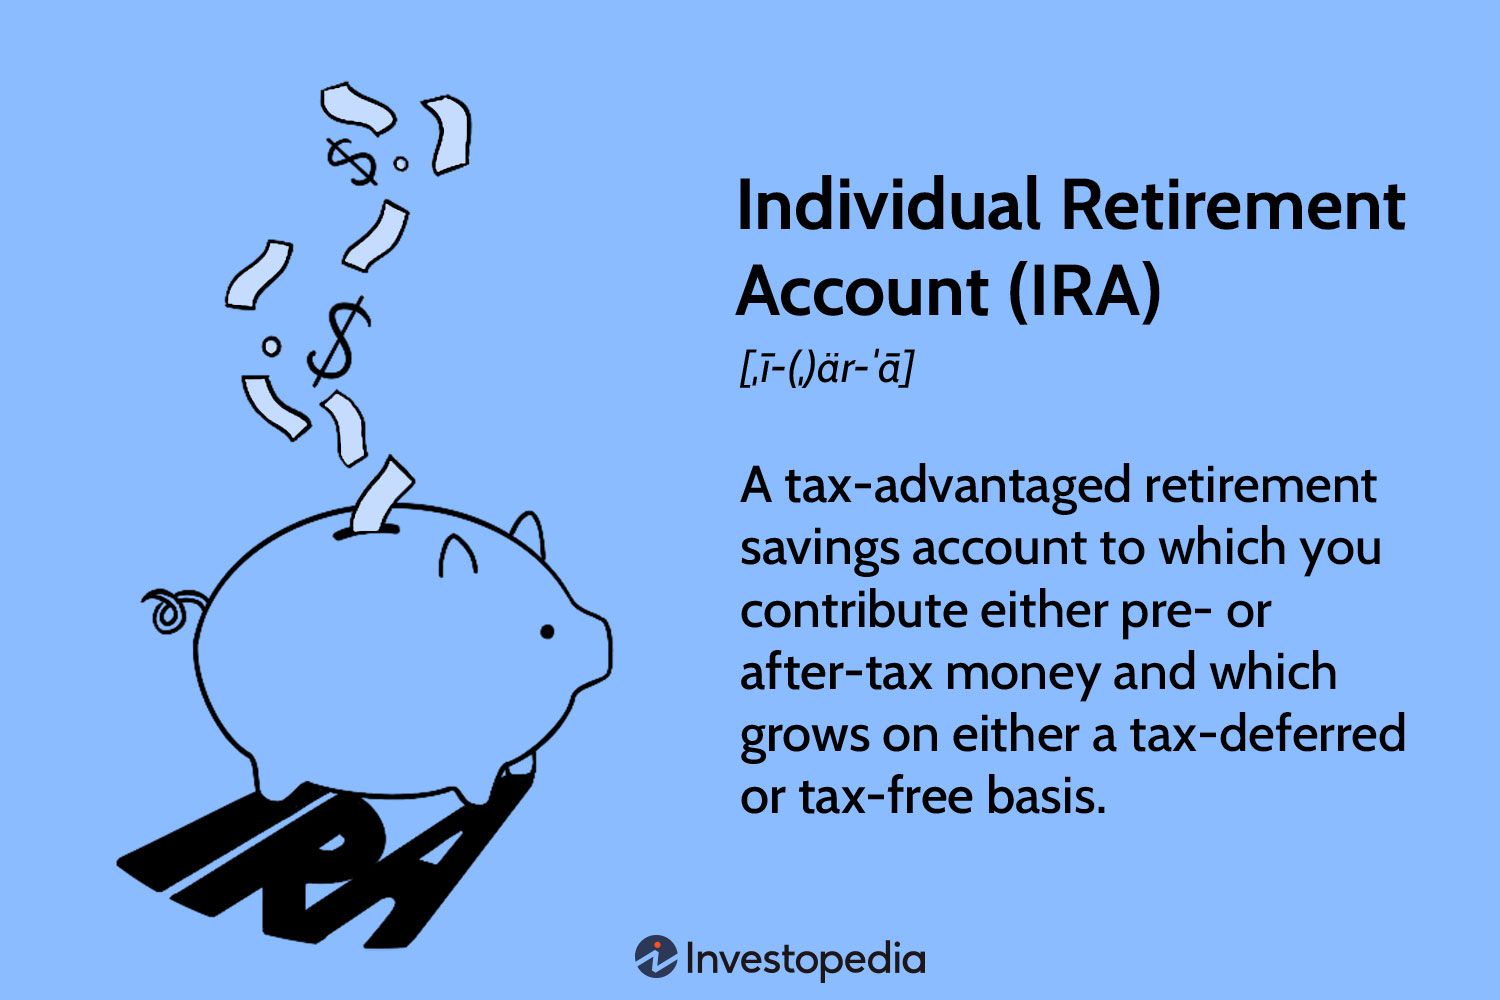 $
$
Individual Retirement
Account (IRA)
[ˌī-(ˌ)är-ˈā]
A tax-advantaged retirement
savings account to which you
contribute either pre- or
after-tax money and which
grows on either a tax-deferred
or tax-free basis.
IRA
Investopedia